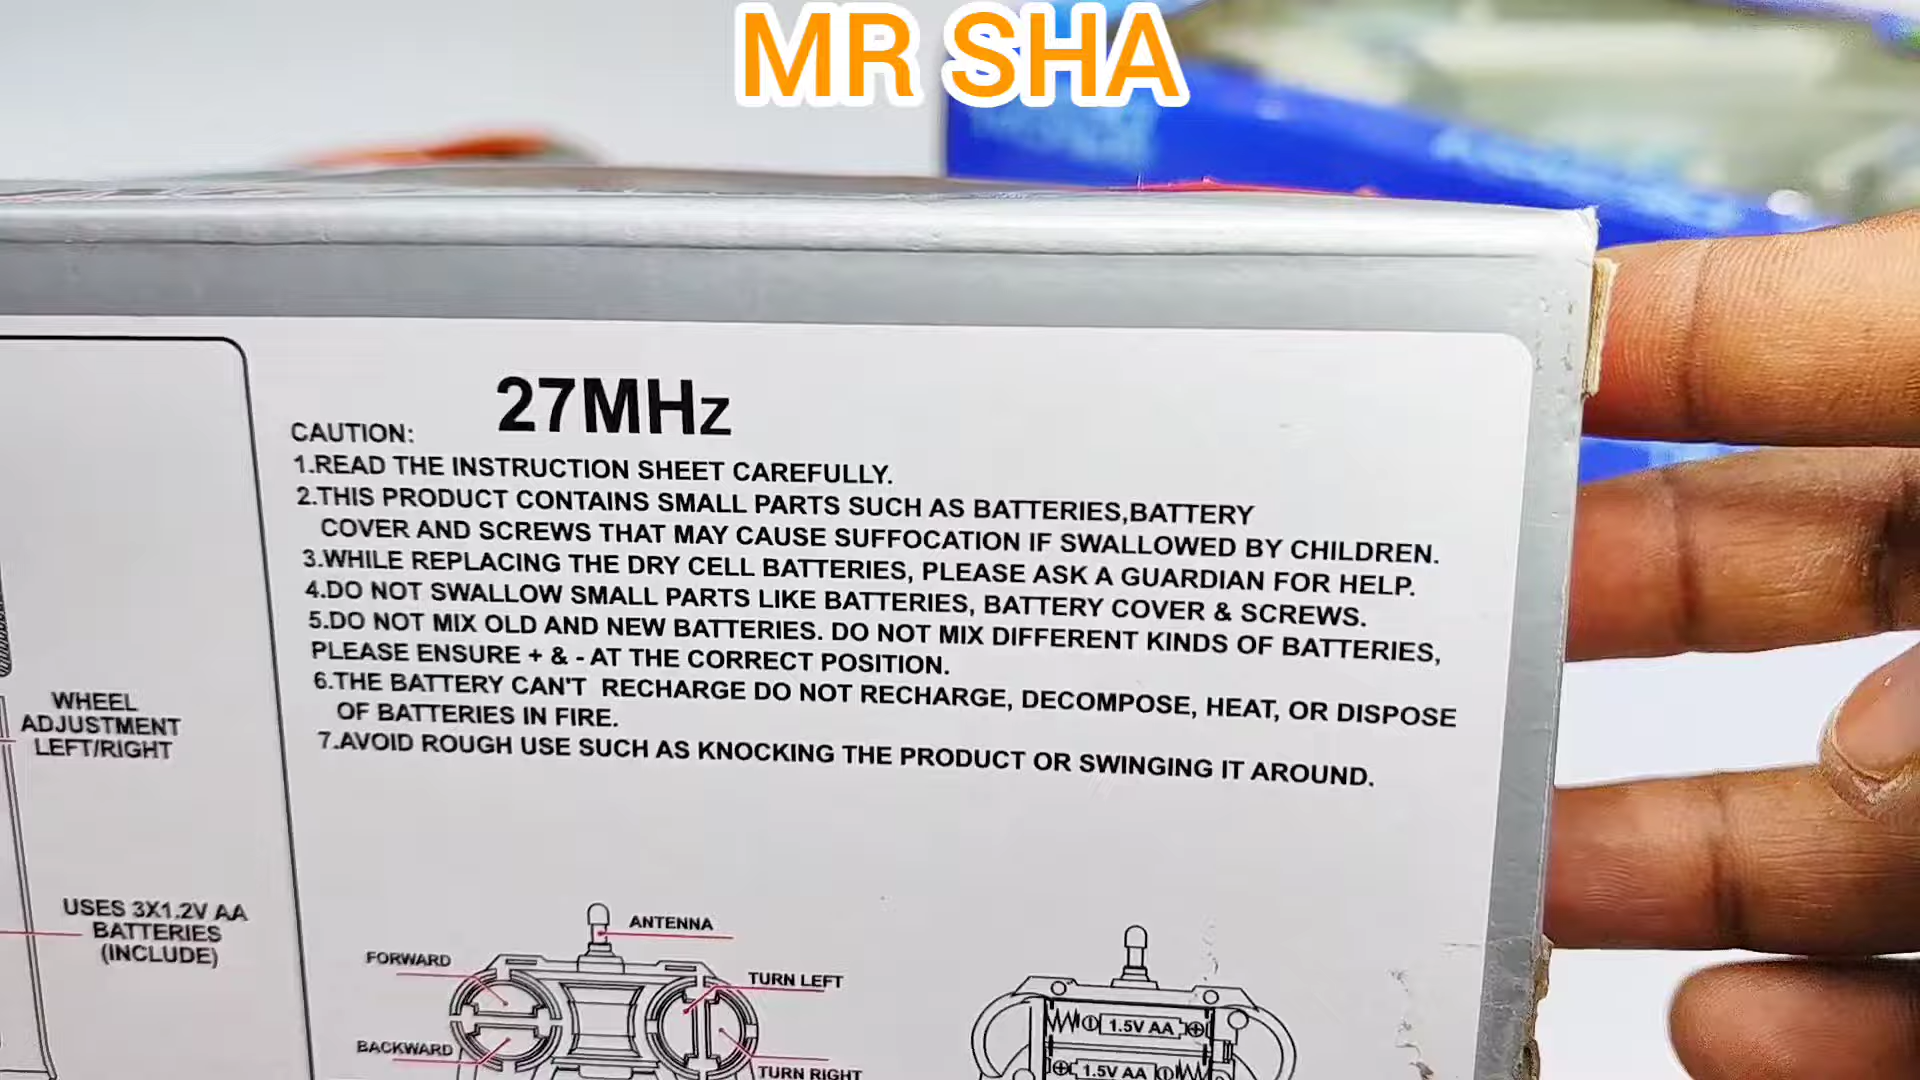 MR SHA
27MHz
CAUTION:
1.READ THE INSTRUCTION SHEET CAREFULLY.
2.THIS PRODUCT CONTAINS SMALL PARTS SUCH AS BATTERIES,BATTERY
COVER AND SCREWS THAT MAY CAUSE SUFFOCATION IF SWALLOWED BY CHILDREN.
3.WHILE REPLACING THE DRY CELL BATTERIES, PLEASE ASK A GUARDIAN FOR HELP.
4.DO NOT SWALLOW SMALL PARTS LIKE BATTERIES, BATTERY COVER & SCREWS.
5.DO NOT MIX OLD AND NEW BATTERIES. DO NOT MIX DIFFERENT KINDS OF BATTERIES,
PLEASE ENSURE + & - AT THE CORRECT POSITION.
6.THE BATTERY CAN'T RECHARGE DO NOT RECHARGE, DECOMPOSE, HEAT, OR DISPOSE
OF BATTERIES IN FIRE.
7.AVOID ROUGH USE SUCH AS KNOCKING THE PRODUCT OR SWINGING IT AROUND.
WHEEL
ADJUSTMENT
LEFT/RIGHT
USES 3X1.2V AA
BATTERIES
(INCLUDE)
ANTENNA
FORWARD
TURN LEFT
BACKWARD
TURN RIGHT
1.5V AA
1.5V AA